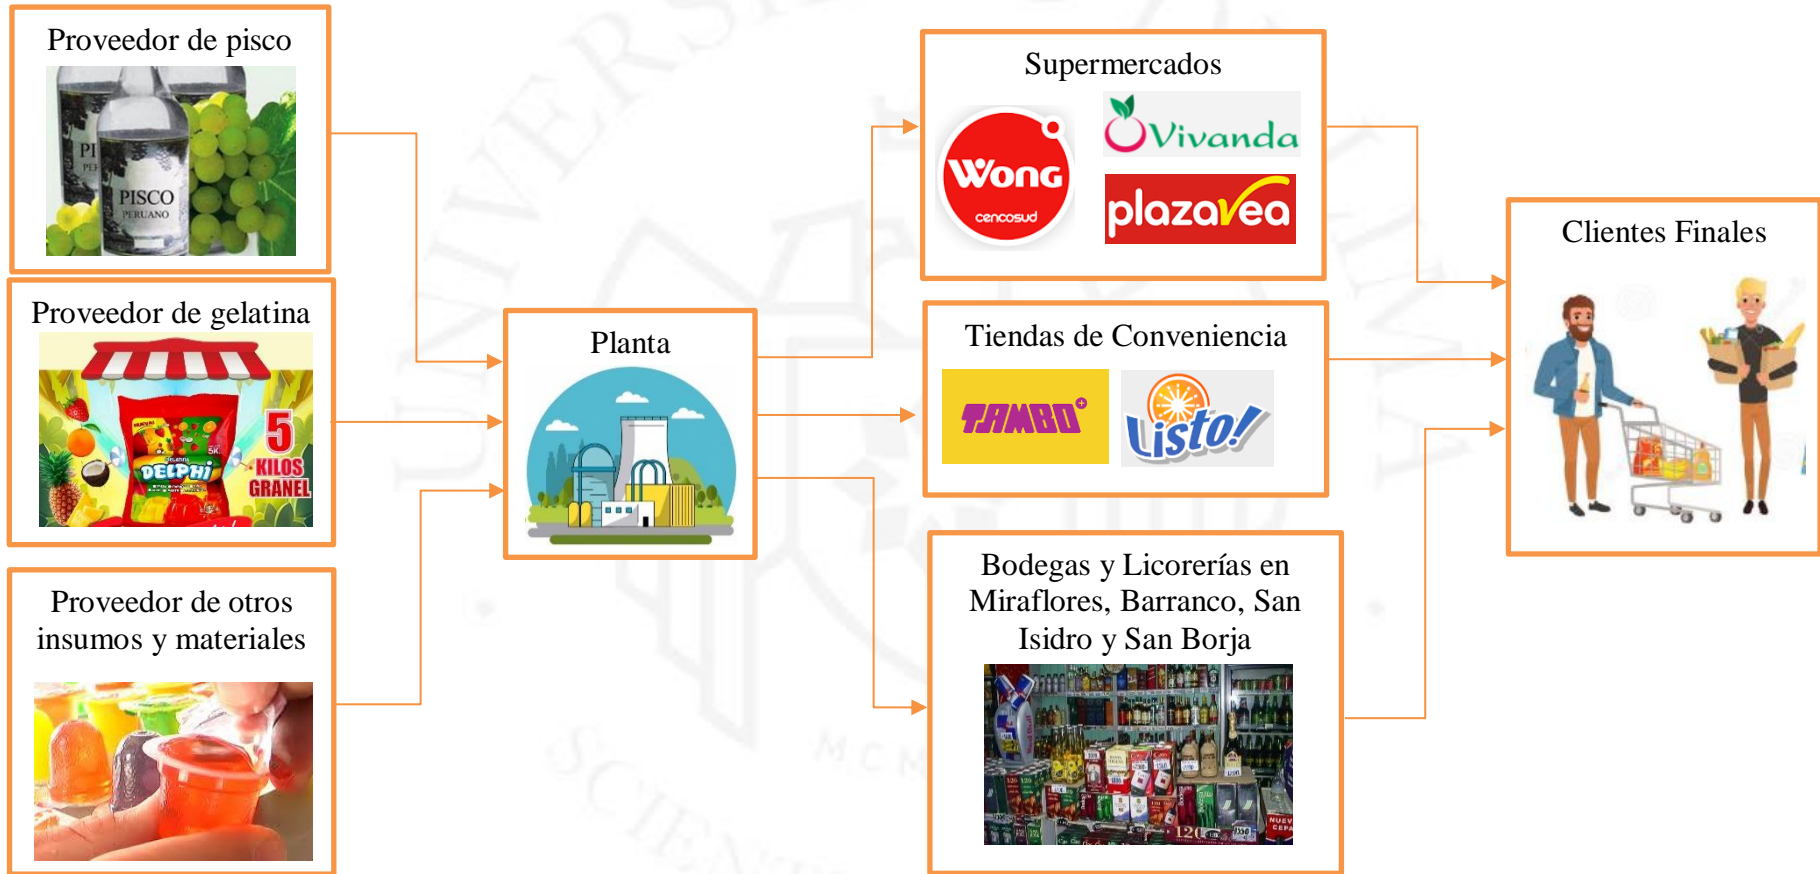 Proveedor de pisco
PISCO
PERUANO
Proveedor de gelatina
DELPHI
5
KILOS
GRANEL
Proveedor de otros
insumos y materiales
Planta
Supermercados
Wong
cencosud
Vivanda
plazavea
Tiendas de Conveniencia
TAMBO+
Listo!
Bodegas y Licorerías en
Miraflores, Barranco, San
Isidro y San Borja
120
Clientes Finales